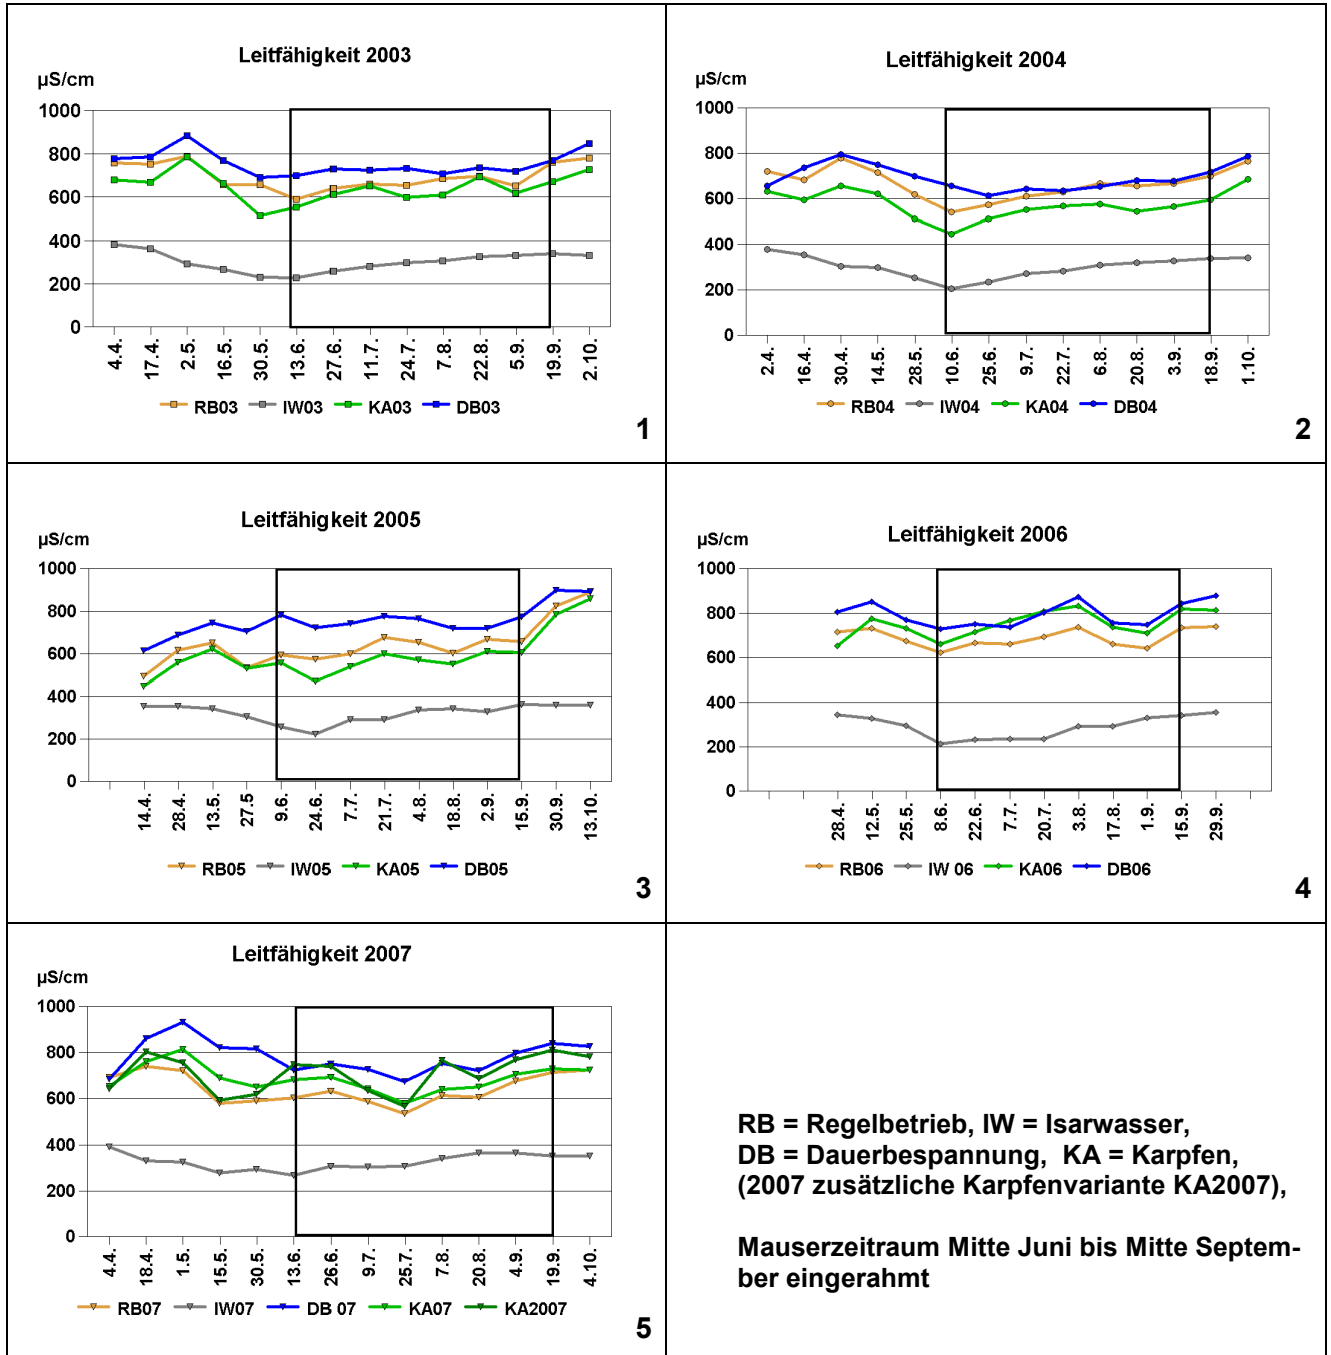 Leitfähigkeit 2003
µS/cm
1000
800
600
400
200
0
4.4. 17.4. 2.5. 16.5. 30.5. 13.6. 27.6. 11.7. 24.7. 7.8. 22.8. 5.9. 19.9. 2.10.
RB03 IW03 KA03 DB03
1
Leitfähigkeit 2004
µS/cm
1000
800
600
400
200
0
2.4. 16.4. 30.4. 14.5. 28.5. 10.6. 25.6. 9.7. 22.7. 6.8. 20.8. 3.9. 18.9. 1.10.
RB04 IW04 KA04 DB04
2
Leitfähigkeit 2005
µS/cm
1000
800
600
400
200
0
14.4. 28.4. 13.5. 27.5 9.6. 24.6. 7.7. 21.7. 4.8. 18.8. 2.9. 15.9. 30.9. 13.10.
RB05 IW05 KA05 DB05
3
Leitfähigkeit 2006
µS/cm
1000
800
600
400
200
0
28.4. 12.5. 25.5. 8.6. 22.6. 7.7. 20.7. 3.8. 17.8. 1.9. 15.9. 29.9.
RB06 IW 06 KA06 DB06
4
Leitfähigkeit 2007
µS/cm
1000
800
600
400
200
0
4.4. 18.4. 1.5. 15.5. 30.5. 13.6. 26.6. 9.7. 25.7. 7.8. 20.8. 4.9. 19.9. 4.10.
RB07 IW07 DB 07 KA07 KA2007
5
RB = Regelbetrieb, IW = Isarwasser,
DB = Dauerbespannung, KA = Karpfen,
(2007 zusätzliche Karpfenvariante KA2007),
Mauserzeitraum Mitte Juni bis Mitte Septem-
ber eingerahmt